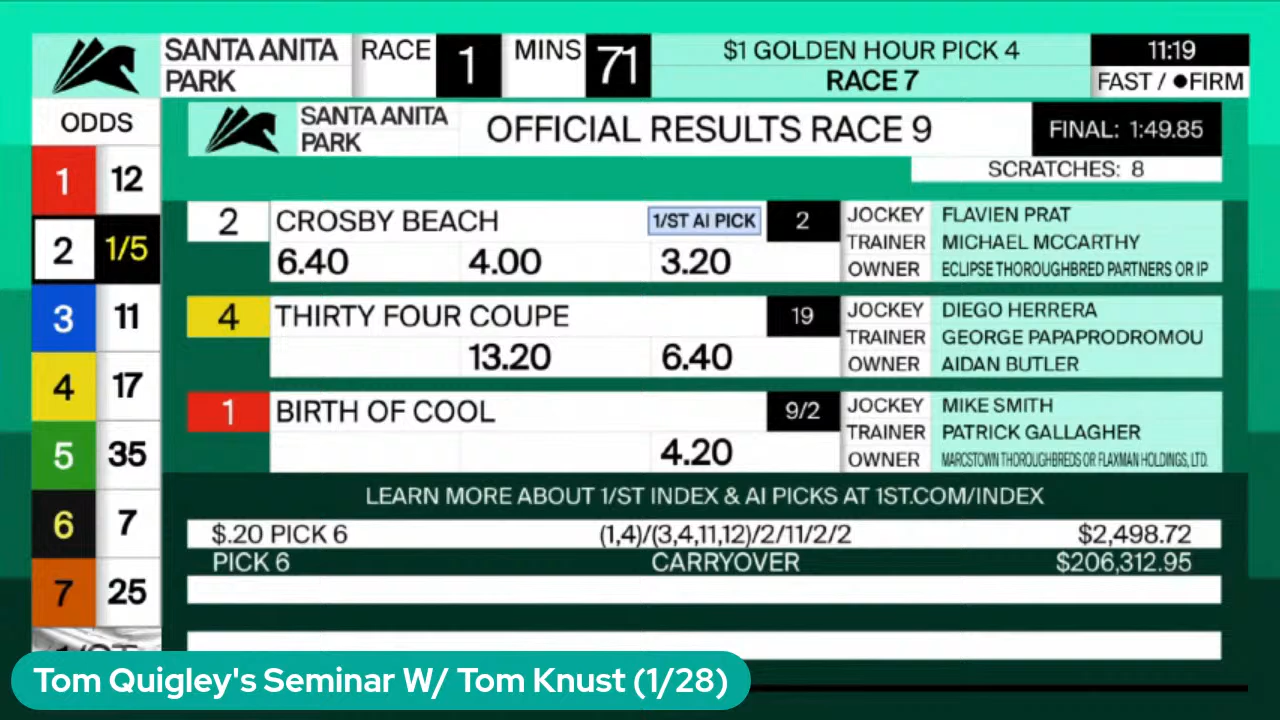 SANTA ANITA PARK
RACE 1
MINS 71
$1 GOLDEN HOUR PICK 4
RACE 7
11:19
FAST / ●FIRM
ODDS
1 12
2 1/5
3 11
4 17
5 35
6 7
7 25
SANTA ANITA PARK
OFFICIAL RESULTS RACE 9
FINAL: 1:49.85
SCRATCHES: 8
2 CROSBY BEACH 1/ST AI PICK 2
6.40 4.00 3.20
JOCKEY FLAVIEN PRAT
TRAINER MICHAEL MCCARTHY
OWNER ECLIPSE THOROUGHBRED PARTNERS OR IP
4 THIRTY FOUR COUPE 19
13.20 6.40
JOCKEY DIEGO HERRERA
TRAINER GEORGE PAPAPRODROMOU
OWNER AIDAN BUTLER
1 BIRTH OF COOL 9/2
4.20
JOCKEY MIKE SMITH
TRAINER PATRICK GALLAGHER
OWNER MARCSTOWN THOROUGHBREDS OR FLAXMAN HOLDINGS, LTD.
LEARN MORE ABOUT 1/ST INDEX & AI PICKS AT 1ST.COM/INDEX
$.20 PICK 6 (1,4)/(3,4,11,12)/2/11/2/2 $2,498.72
PICK 6 CARRYOVER $206,312.95
Tom Quigley's Seminar W/ Tom Knust (1/28)